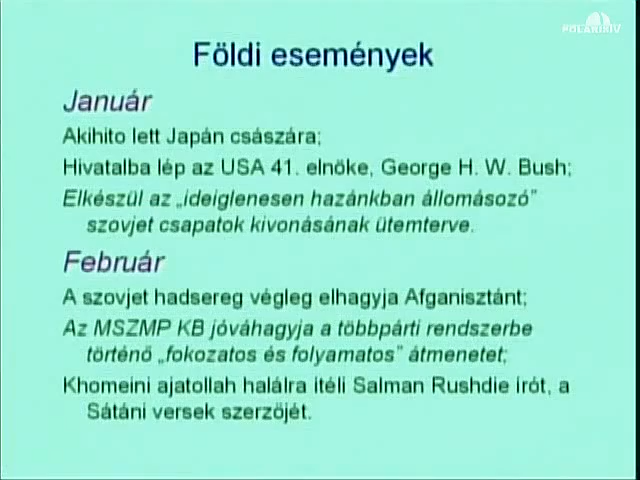 POLARISTV
Földi események
Január
Akihito lett Japán császára;
Hivatalba lép az USA 41. elnöke, George H. W. Bush;
Elkészül az „ideiglenesen hazánkban állomásozó”
szovjet csapatok kivonásának ütemterve.
Február
A szovjet hadsereg végleg elhagyja Afganisztánt;
Az MSZMP KB jóváhagyja a többpárti rendszerbe
történő „fokozatos és folyamatos” átmenetet;
Khomeini ajatollah halálra ítéli Salman Rushdie írót, a
Sátáni versek szerzőjét.